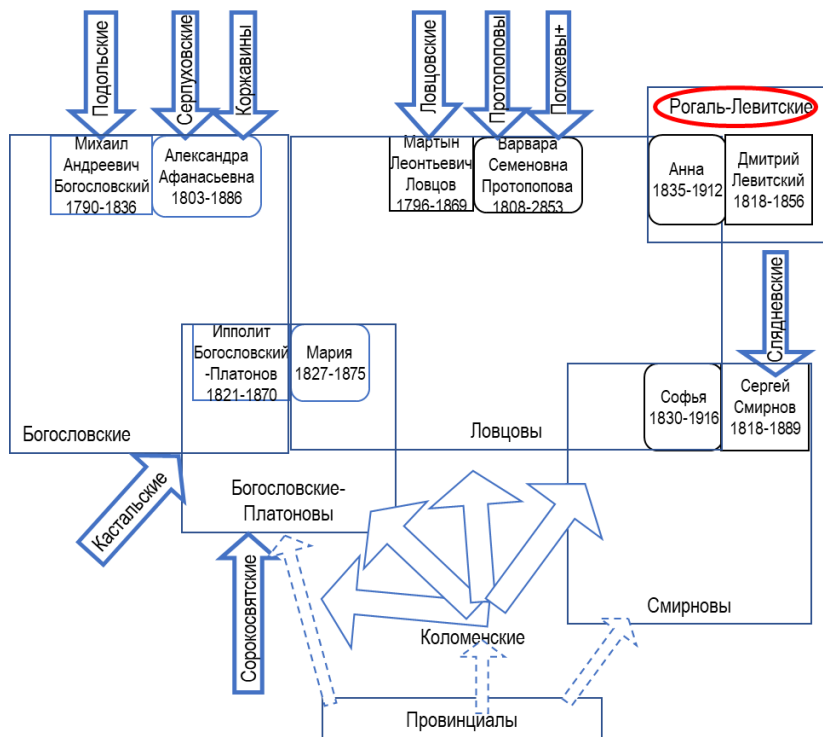 Подольские
Серпуховские
Коржавины
Ловцовские
Протопоповы
Погожевы+
Рогаль-Левитские
Михаил
Андреевич
Богословский
1790-1836
Александра
Афанасьевна
1803-1886
Мартын
Леонтьевич
Ловцов
1796-1869
Варвара
Семеновна
Протопопова
1808-2853
Анна
1835-1912
Дмитрий
Левитский
1818-1856
Слядневские
Ипполит
Богословский
-Платонов
1821-1870
Мария
1827-1875
Софья
1830-1916
Сергей
Смирнов
1818-1889
Богословские
Ловцовы
Кастальские
Богословские-
Платоновы
Сорокосвятские
Смирновы
Коломенские
Провинциалы